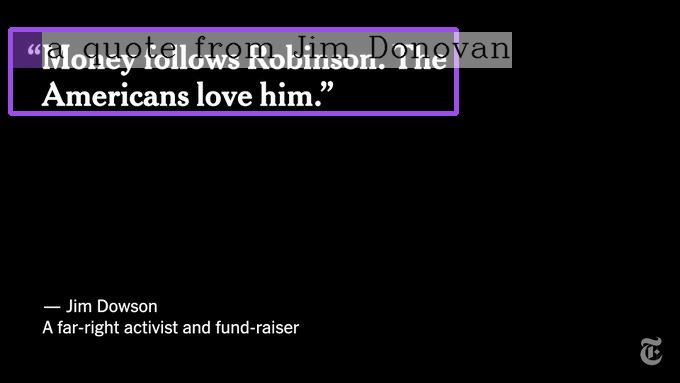 a quote from Jim Donovan
“Money follows Robinson. The
Americans love him.”
— Jim Dowson
A far-right activist and fund-raiser
T